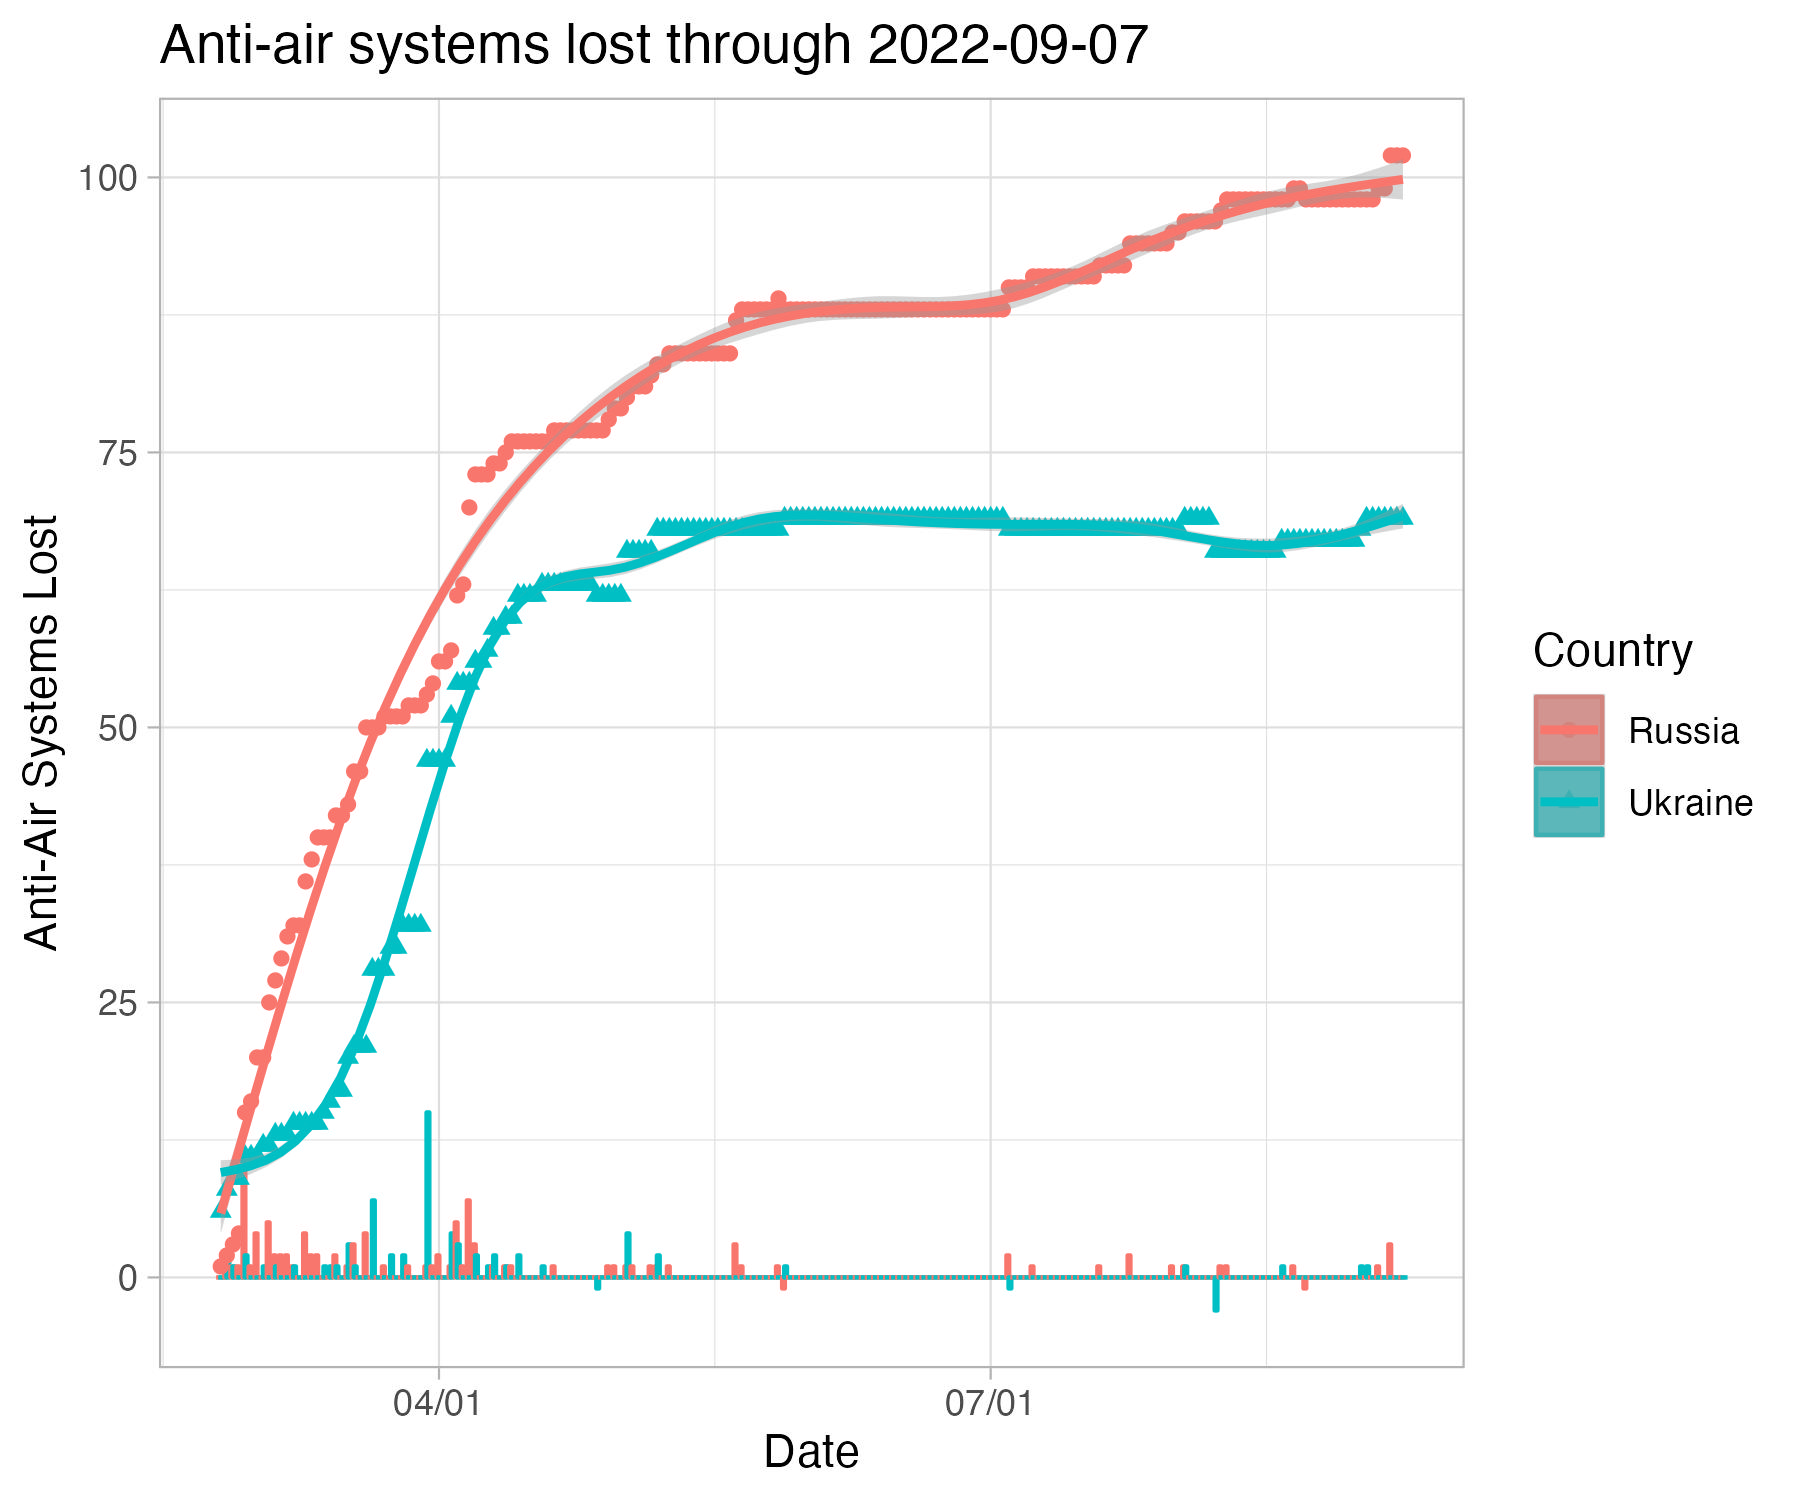 Anti-air systems lost through 2022-09-07
Anti-Air Systems Lost
100
75
50
25
0
04/01
07/01
Date
Country
Russia
Ukraine